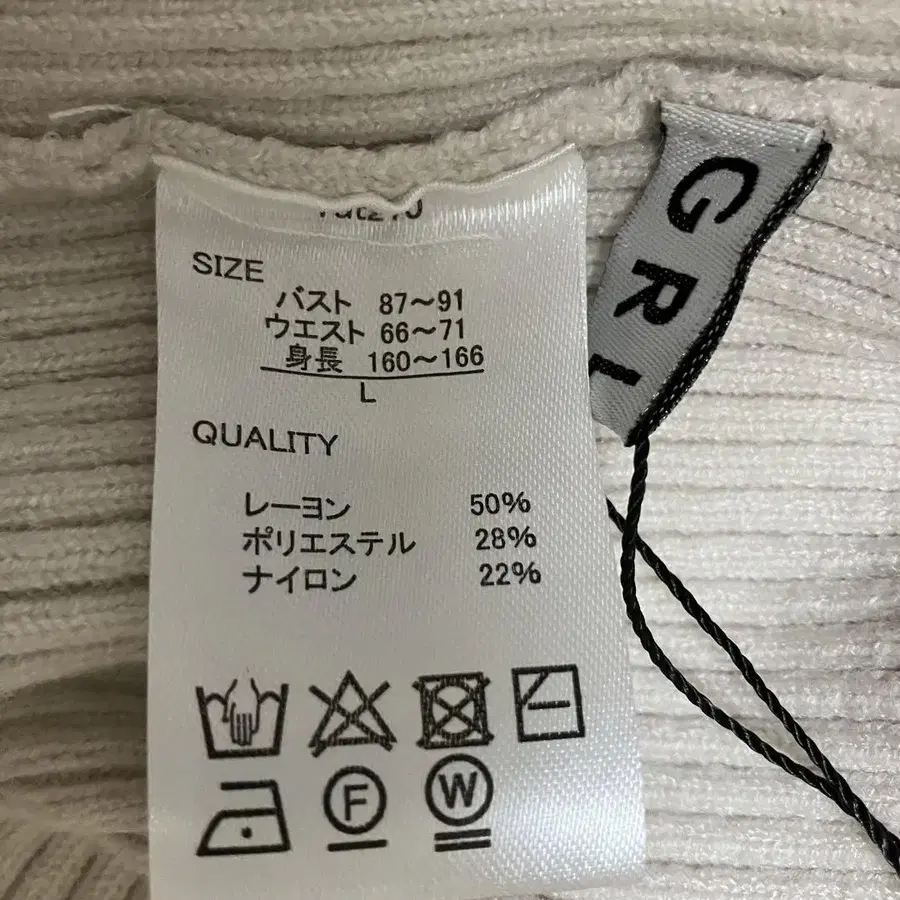 SIZE
バスト 87～91
ウエスト 66～71
身長 160～166
L
QUALITY
レーヨン 50%
ポリエステル 28%
ナイロン 22%
F
W
GRL